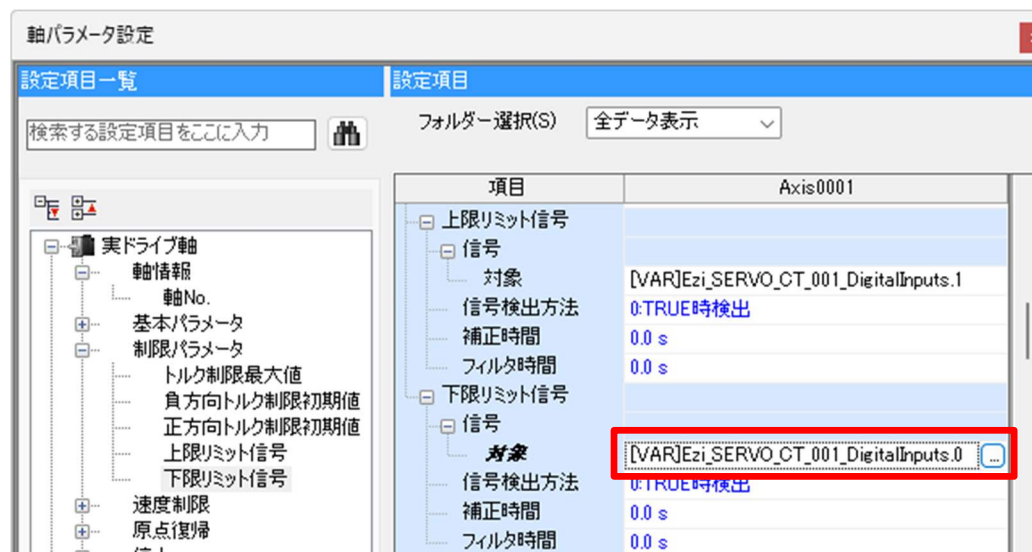 軸パラメータ設定
設定項目一覧
設定項目
検索する設定項目をここに入力
フォルダー選択(S)
全データ表示
実ドライブ軸
軸情報
軸No.
基本パラメータ
制限パラメータ
トルク制限最大値
負方向トルク制限初期値
正方向トルク制限初期値
上限リミット信号
下限リミット信号
速度制限
原点復帰
項目 Axis0001
上限リミット信号
信号
対象 [VAR]Ezi_SERVO_CT_001_DigitalInputs.1
信号検出方法 0:TRUE時検出
補正時間 0.0 s
フィルタ時間 0.0 s
下限リミット信号
信号
対象 [VAR]Ezi_SERVO_CT_001_DigitalInputs.0 ...
信号検出方法 0:TRUE時検出
補正時間 0.0 s
フィルタ時間 0.0 s